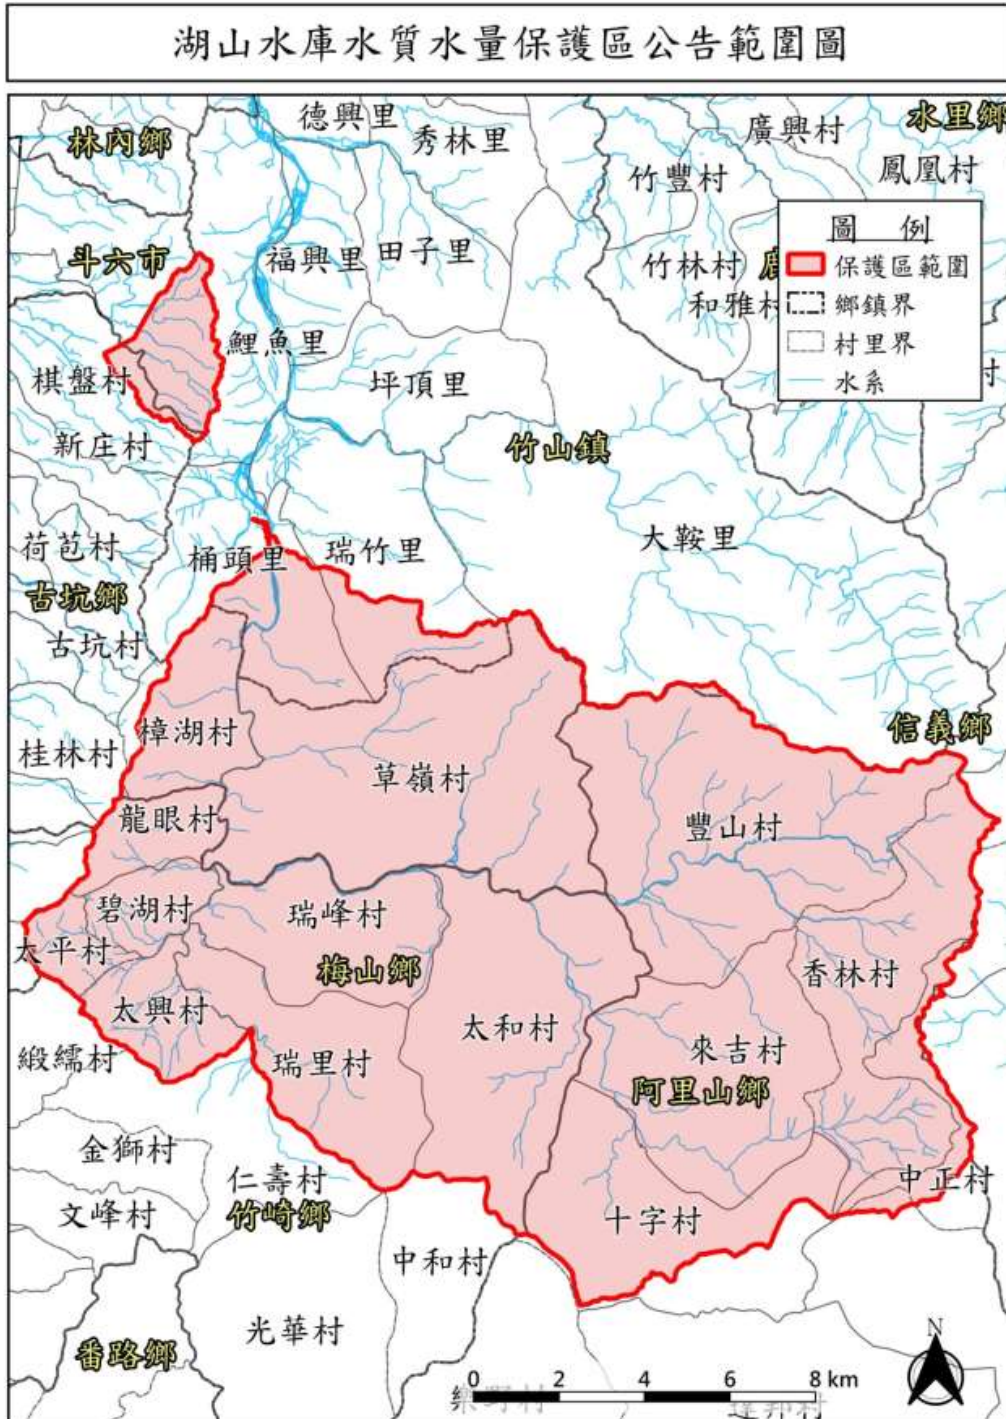 湖山水庫水質水量保護區公告範圍圖
林內鄉
德興里
秀林里
廣興村
水里鄉
竹豐村
鳳凰村
圖 例
保護區範圍
鄉鎮界
村里界
水系
斗六市
福興里
田子里
竹林村
鹿
和雅村
鯉魚里
棋盤村
坪頂里
村
新庄村
竹山鎮
荷苞村
桶頭里
瑞竹里
大鞍里
古坑鄉
古坑村
樟湖村
信義鄉
桂林村
草嶺村
龍眼村
豐山村
碧湖村
瑞峰村
太平村
梅山鄉
香林村
太興村
太和村
緞繻村
瑞里村
來吉村
阿里山鄉
金獅村
仁壽村
中正村
文峰村
竹崎鄉
十字村
中和村
光華村
番路鄉
N
0 2 4 6 8 km
樂野村
達邦村